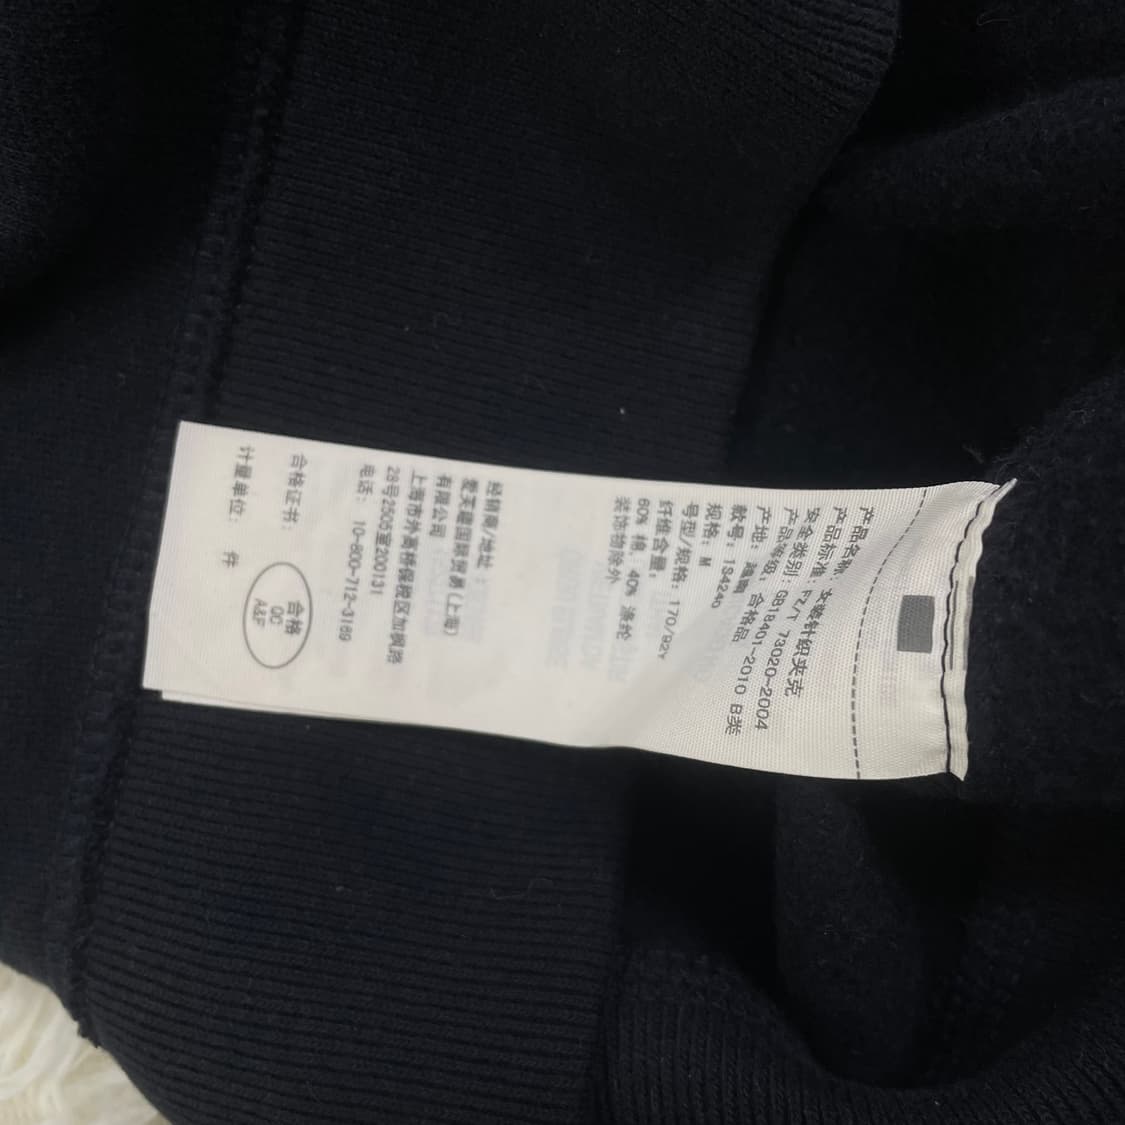 产品名称: 女装针织夹克
产品标准: FZ/T 73020-2004
安全类别: GB18401-2010 B类
产品等级: 合格品
产地:
款号: 184240
规格: M
号型/规格: 170/92Y
纤维含量:
60% 棉, 40% 涤纶
装饰物除外
经销商/地址:
爱芙趣国际贸易(上海)
有限公司
上海市外高桥保税区加枫路
28号2505室200131
电话: 10-800-712-3169
合格证书:
合格
QC
A&F
计量单位: 件